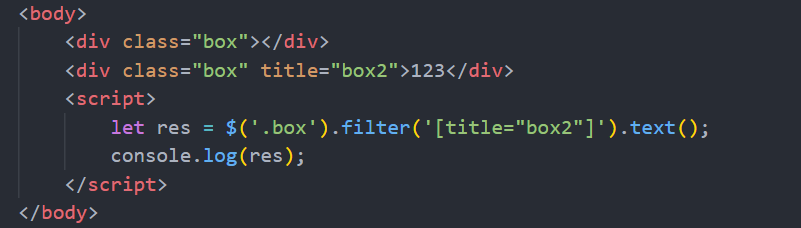 <body>
<div class="box"></div>
<div class="box" title="box2">123</div>
<script>
let res = $('.box').filter('[title="box2"]').text();
console.log(res);
</script>
</body>